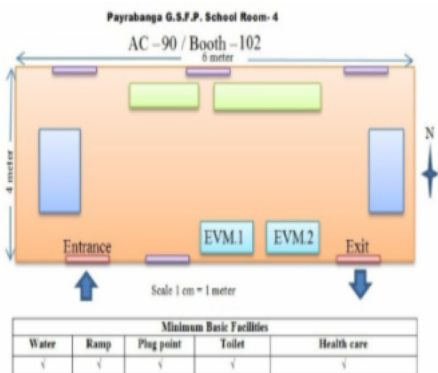 Payrabanga G.S.F.P. School Room- 4
AC –90 / Booth –102
6 meter
4 meter
N
EVM.1 EVM.2
Entrance Exit
Scale 1 cm = 1 meter
Minimum Basic Facilities
Water Ramp Plug point Toilet Health care
√ √ √ √ √